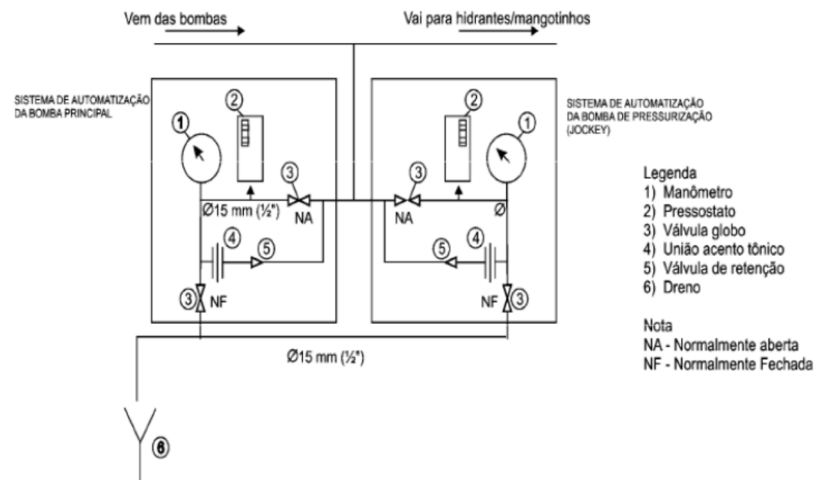 Vem das bombas
Vai para hidrantes/mangotinhos
SISTEMA DE AUTOMATIZAÇÃO
DA BOMBA PRINCIPAL
1
2
3
Ø15 mm (½")
NA
4
5
3
NF
2
1
3
NA
Ø
5
4
3
NF
SISTEMA DE AUTOMATIZAÇÃO
DA BOMBA DE PRESSURIZAÇÃO
(JOCKEY)
Ø15 mm (½")
6
Legenda
1) Manômetro
2) Pressostato
3) Válvula globo
4) União acento tônico
5) Válvula de retenção
6) Dreno
Nota
NA - Normalmente aberta
NF - Normalmente Fechada